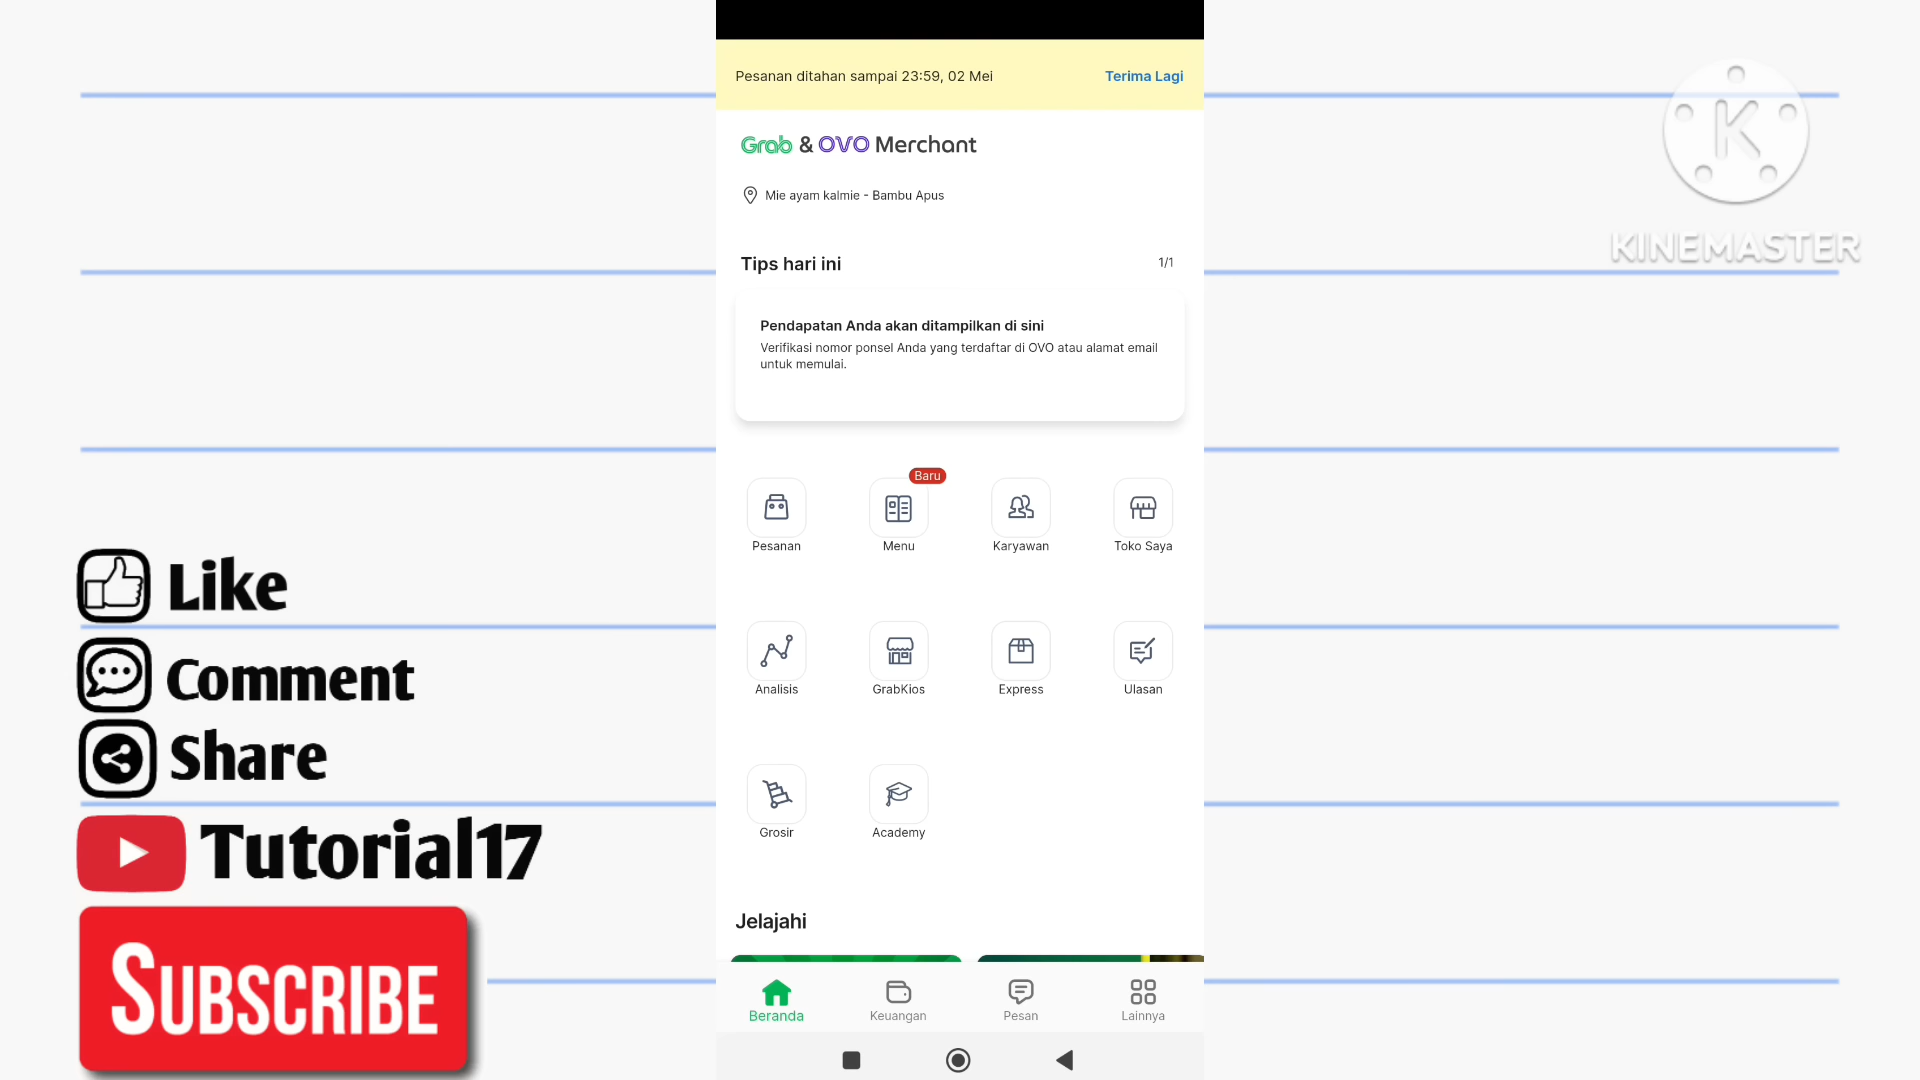 Pesanan ditahan sampai 23:59, 02 Mei
Terima Lagi
Grab & OVO Merchant
Mie ayam kalmie - Bambu Apus
Tips hari ini
1/1
Pendapatan Anda akan ditampilkan di sini
Verifikasi nomor ponsel Anda yang terdaftar di OVO atau alamat email
untuk memulai.
Baru
Pesanan
Menu
Karyawan
Toko Saya
Analisis
GrabKios
Express
Ulasan
Grosir
Academy
Jelajahi
Beranda
Keuangan
Pesan
Lainnya
Like
Comment
Share
Tutorial17
SUBSCRIBE
K
KINEMASTER